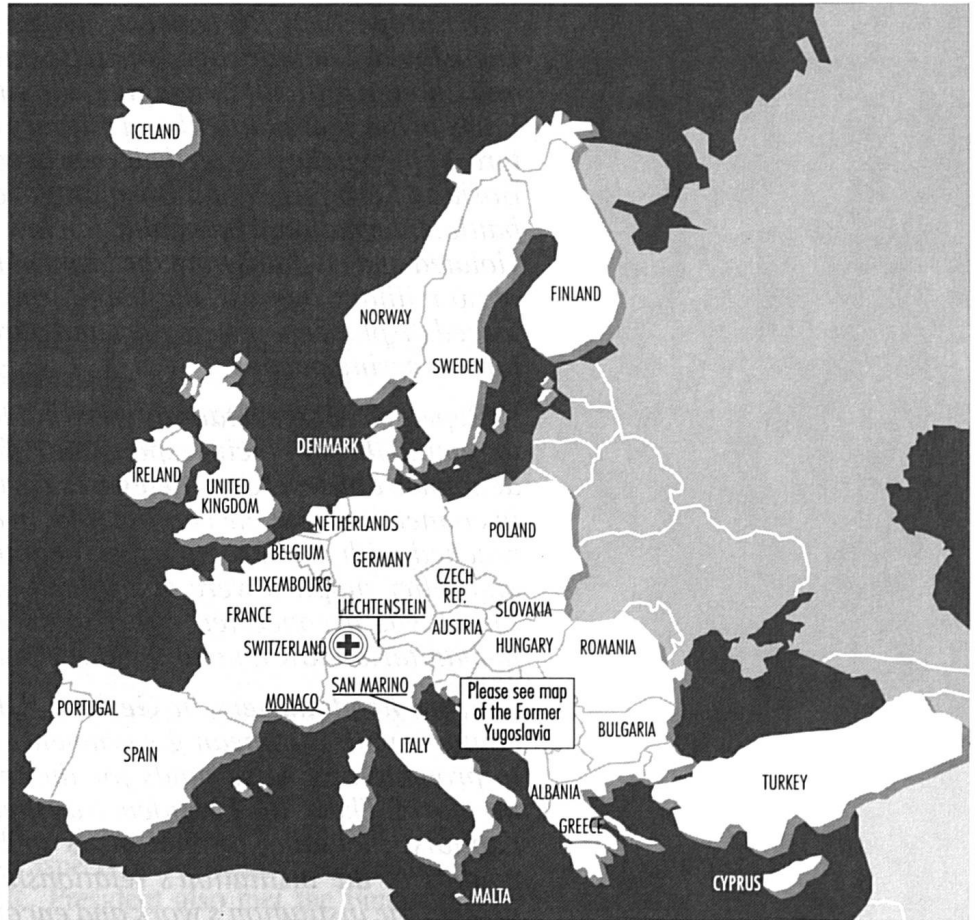 ICELAND
NORWAY
SWEDEN
FINLAND
DENMARK
IRELAND
UNITED
KINGDOM
NETHERLANDS
BELGIUM
GERMANY
POLAND
LUXEMBOURG
CZECH
REP.
FRANCE
LIECHTENSTEIN
SLOVAKIA
AUSTRIA
SWITZERLAND
HUNGARY
ROMANIA
SAN MARINO
MONACO
Please see map
of the Former
Yugoslavia
PORTUGAL
SPAIN
ITALY
BULGARIA
ALBANIA
GREECE
TURKEY
MALTA
CYPRUS